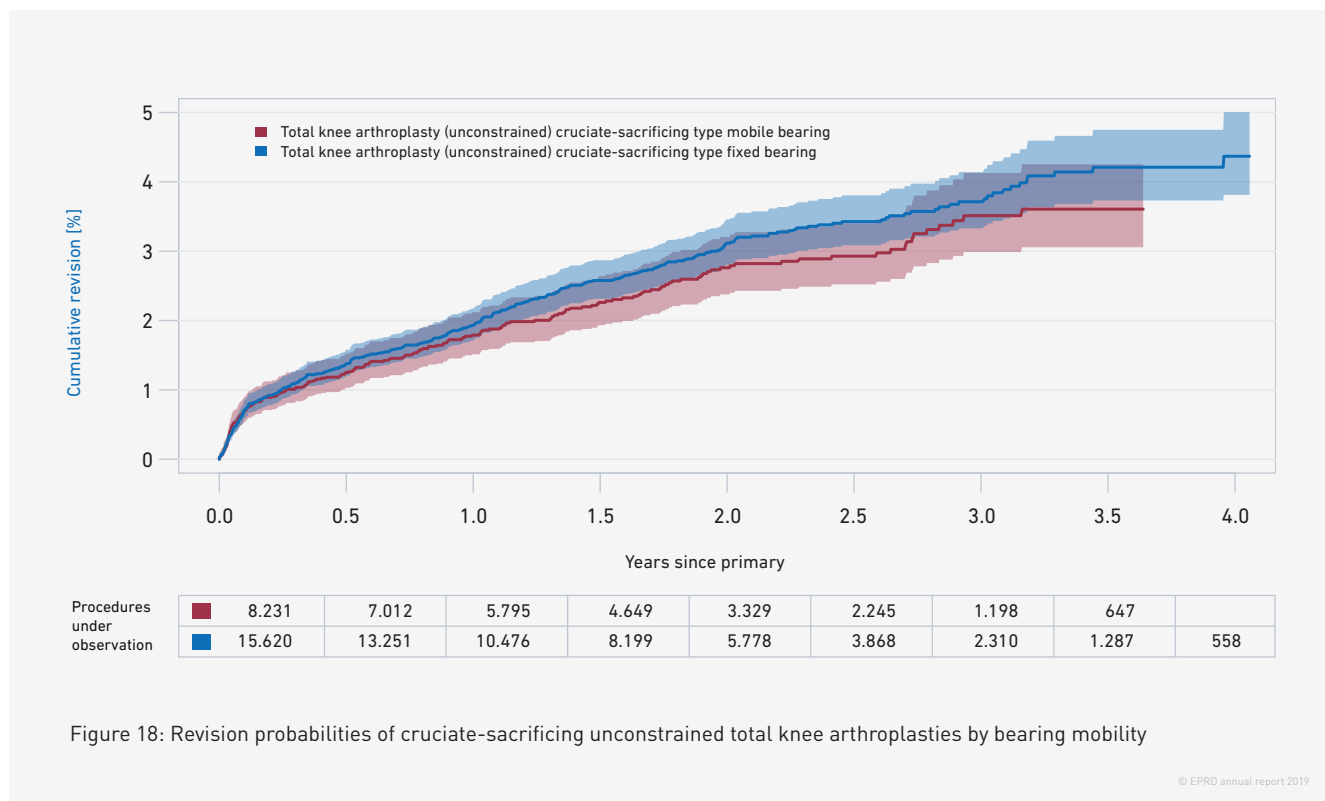 5
4
3
2
1
0
Cumulative revision [%]
Total knee arthroplasty (unconstrained) cruciate-sacrificing type mobile bearing
Total knee arthroplasty (unconstrained) cruciate-sacrificing type fixed bearing
0.0 0.5 1.0 1.5 2.0 2.5 3.0 3.5 4.0
Years since primary
Procedures
under
observation
8.231 7.012 5.795 4.649 3.329 2.245 1.198 647
15.620 13.251 10.476 8.199 5.778 3.868 2.310 1.287 558
Figure 18: Revision probabilities of cruciate-sacrificing unconstrained total knee arthroplasties by bearing mobility
© EPRD annual report 2019